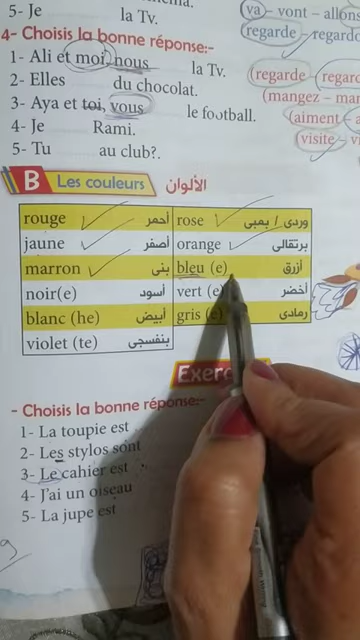 5- Je la Tv.
(va – vont – allons
(regarde – regardo
4- Choisis la bonne réponse:-
1- Ali et moi, nous la Tv.
(regarde – regar
2- Elles du chocolat.
(mangez – man
3- Aya et toi, vous le football.
(aiment – a
4- Je Rami.
(visite – vi
5- Tu au club?.
B Les couleurs الألوان
rouge أحمر rose وردى / بمبى
jaune أصفر orange برتقالى
marron بنى bleu (e) أزرق
noir(e) أسود vert (e) أخضر
blanc (he) أبيض gris (e) رمادى
violet (te) بنفسجى
Exerc
- Choisis la bonne réponse:-
1- La toupie est
2- Les stylos sont
3- Le cahier est
4- J'ai un oiseau
5- La jupe est